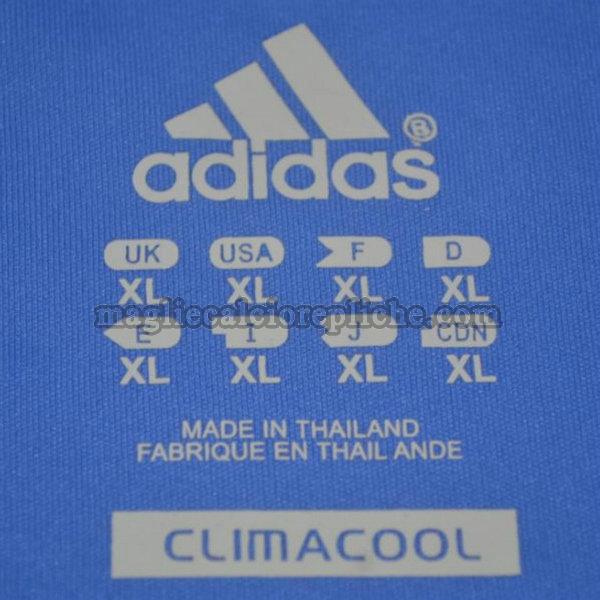 adidas®
UK USA F D
XL XL XL XL
magliecalciorepliche.com
E I J CDN
XL XL XL XL
MADE IN THAILAND
FABRIQUE EN THAIL ANDE
CLIMACOOL